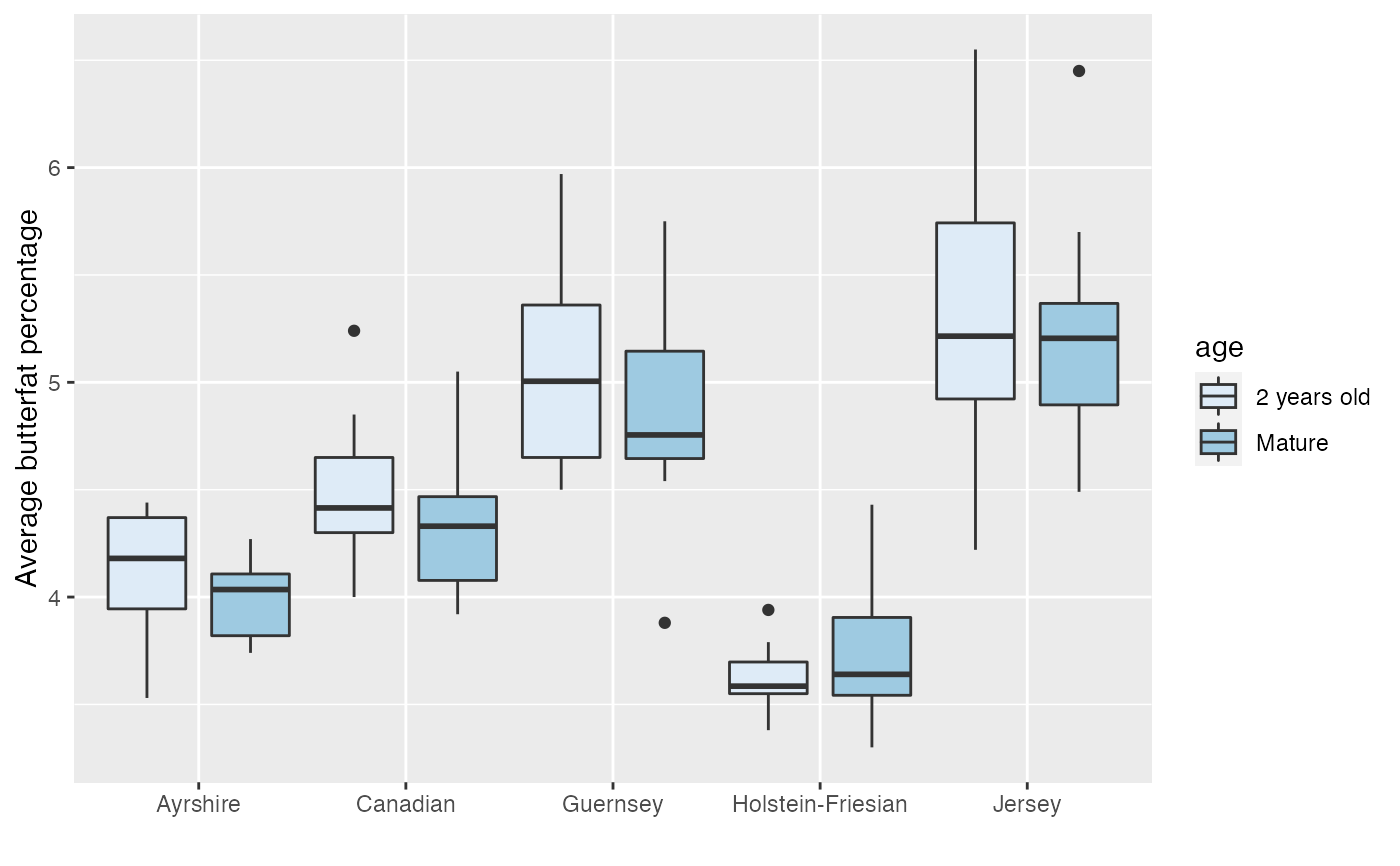 Average butterfat percentage
6
5
4
Ayrshire
Canadian
Guernsey
Holstein-Friesian
Jersey
age
2 years old
Mature